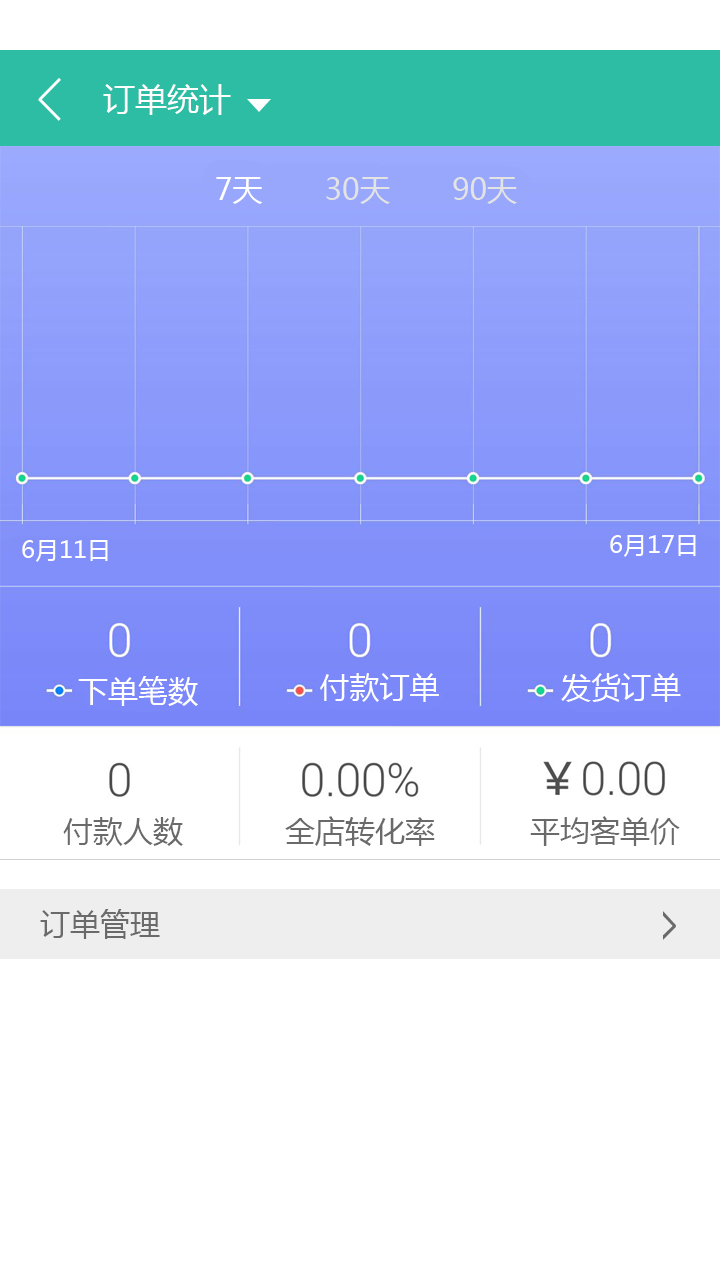 订单统计
7天 30天 90天
6月11日 6月17日
0 0 0
下单笔数 付款订单 发货订单
0 0.00% ¥0.00
付款人数 全店转化率 平均客单价
订单管理